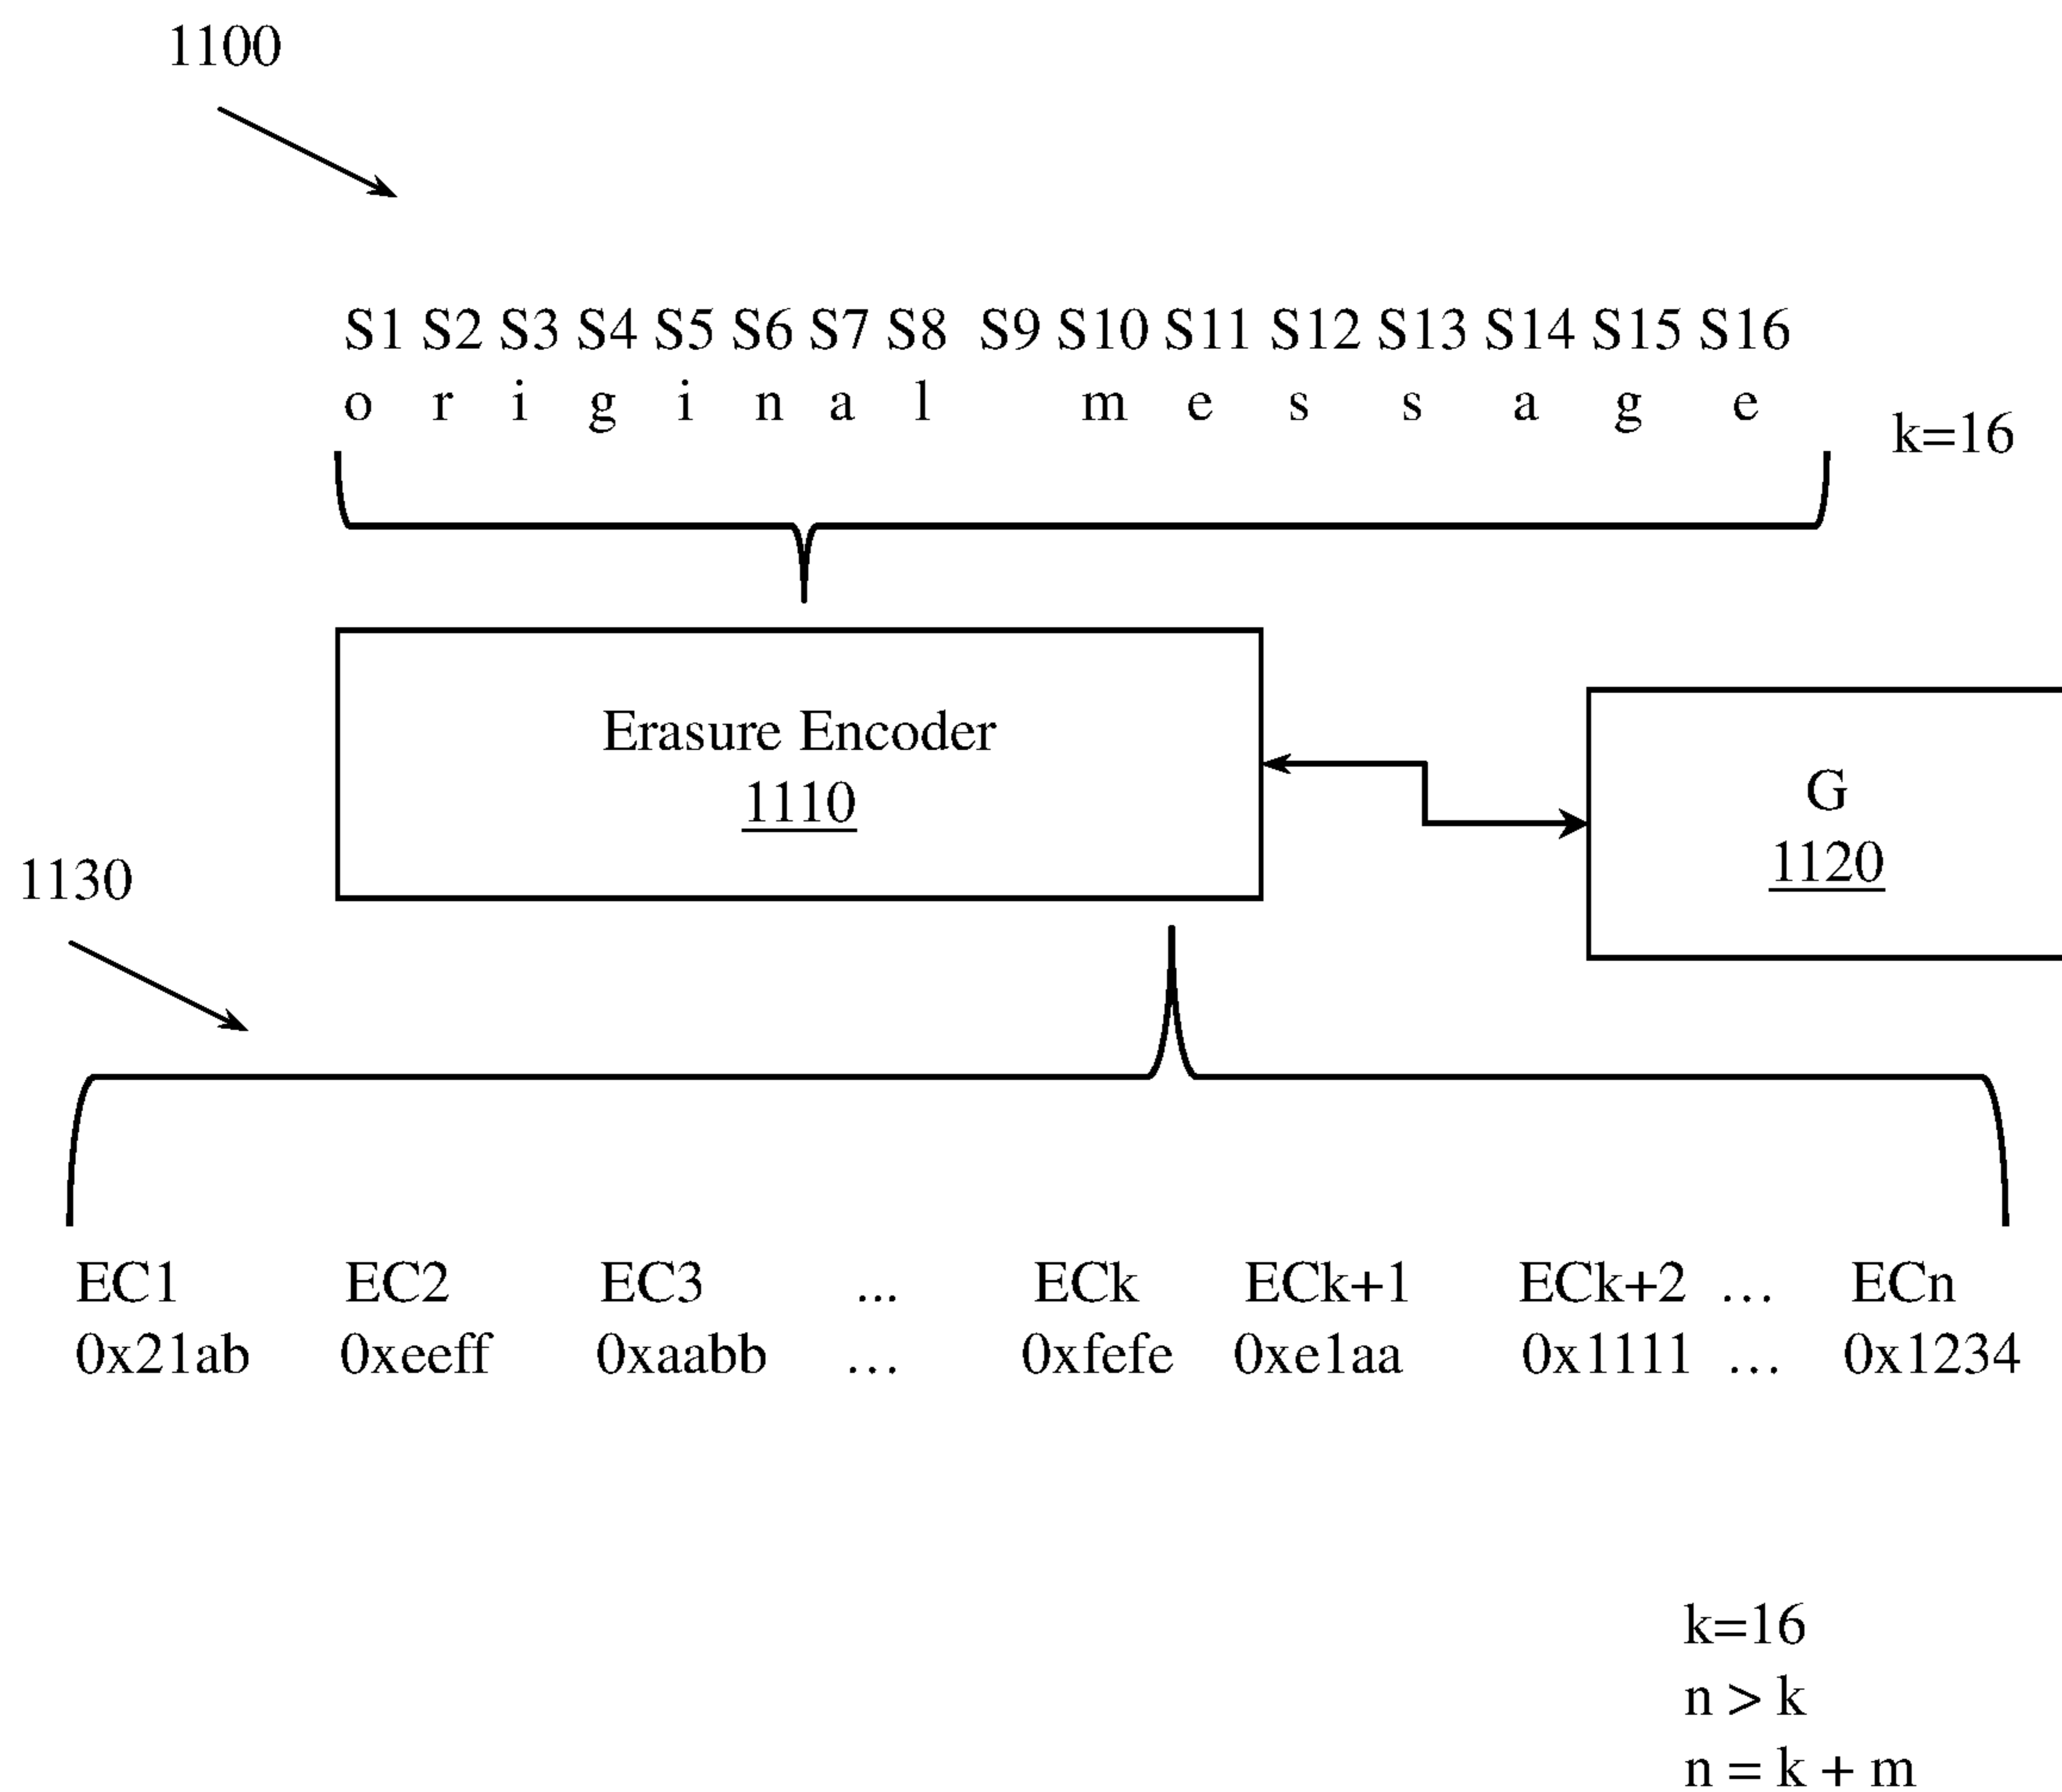 1100
S1 S2 S3 S4 S5 S6 S7 S8 S9 S10 S11 S12 S13 S14 S15 S16
o r i g i n a l m e s s a g e
k=16
Erasure Encoder
1110
G
1120
1130
EC1 EC2 EC3 ... ECk ECk+1 ECk+2 ... ECn
0x21ab 0xeeff 0xaabb ... 0xfefe 0xe1aa 0x1111 ... 0x1234
k=16
n > k
n = k + m